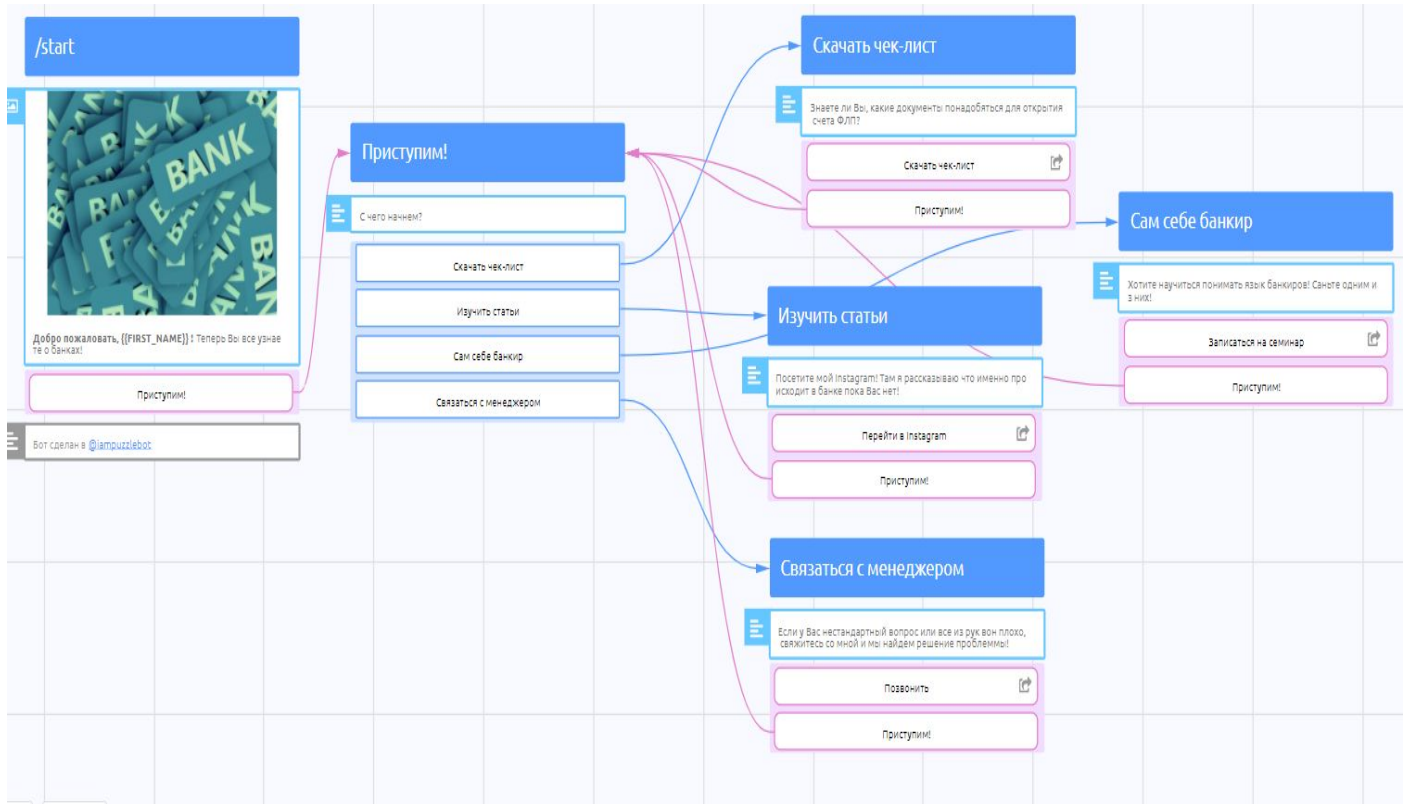 /start
BANK
Добро пожаловать, {{FIRST_NAME}} ! Теперь Вы все узнае
те о банках!
Приступим!
Бот сделан в @iampuzzlebot
Приступим!
С чего начнем?
Скачать чек-лист
Изучить статьи
Сам себе банкир
Связаться с менеджером
Скачать чек-лист
Знаете ли Вы, какие документы понадобяться для открытия
счета ФЛП?
Скачать чек-лист
Приступим!
Изучить статьи
Посетите мой Instagram! Там я рассказываю что именно про
исходит в банке пока Вас нет!
Перейти в Instagram
Приступим!
Сам себе банкир
Хотите научиться понимать язык банкиров! Саньте одним и
з них!
Записаться на семинар
Приступим!
Связаться с менеджером
Если у Вас нестандартный вопрос или все из рук вон плохо,
свяжитесь со мной и мы найдем решение проблеммы!
Позвонить
Приступим!